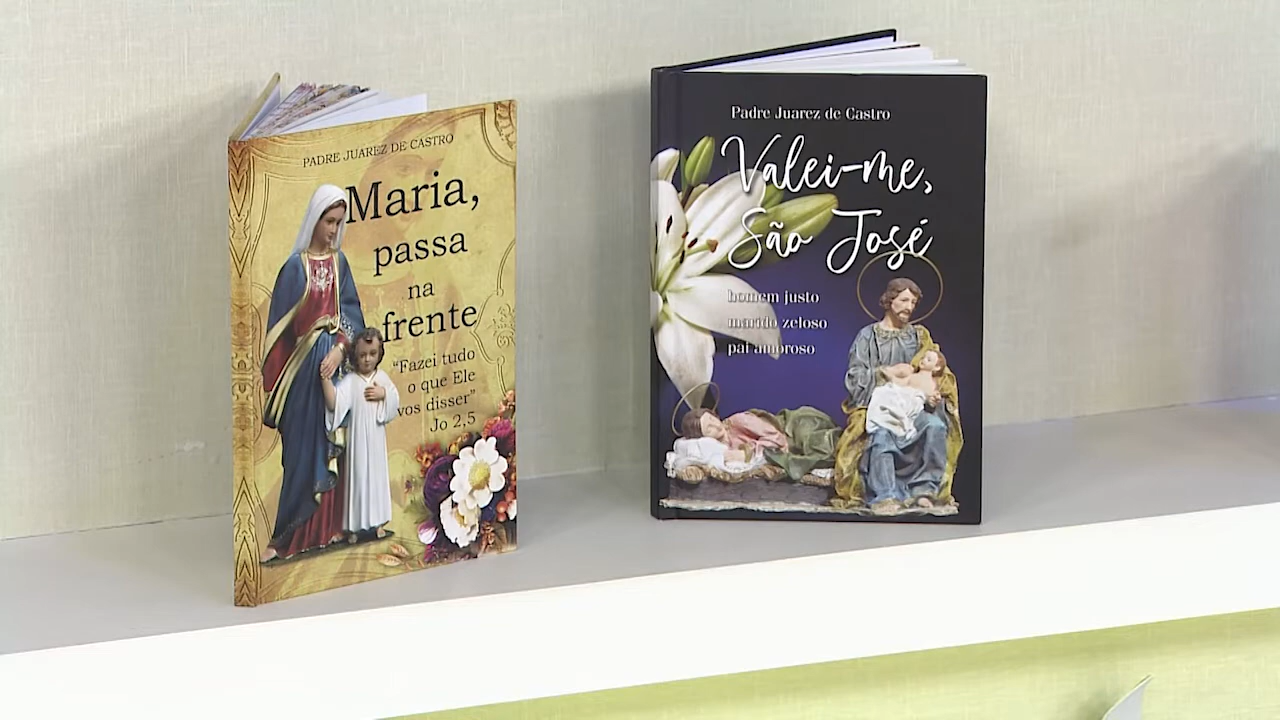 PADRE JUAREZ DE CASTRO
Maria,
passa
na
frente
“Fazei tudo
o que Ele
vos disser”
Jo 2,5
Padre Juarez de Castro
Valei-me,
São José
homem justo
marido zeloso
pai amoroso